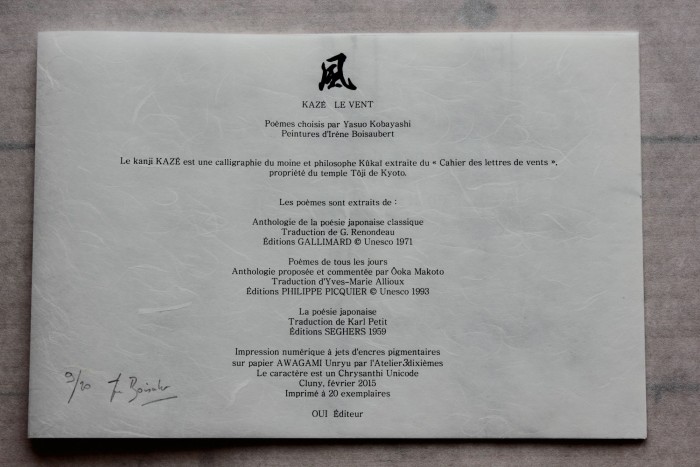 風
KAZÉ LE VENT
Poèmes choisis par Yasuo Kobayashi
Peintures d'Irène Boisaubert
Le kanji KAZÉ est une calligraphie du moine et philosophe Kûkaï extraite du « Cahier des lettres de vents »,
propriété du temple Tôji de Kyoto.
Les poèmes sont extraits de :
Anthologie de la poésie japonaise classique
Traduction de G. Renondeau
Éditions GALLIMARD © Unesco 1971
Poèmes de tous les jours
Anthologie proposée et commentée par Ôoka Makoto
Traduction d'Yves-Marie Allioux
Éditions PHILIPPE PICQUIER © Unesco 1993
La poésie japonaise
Traduction de Karl Petit
Éditions SEGHERS 1959
Impression numérique à jets d'encres pigmentaires
sur papier AWAGAMI Unryu par l'Atelier3dixièmes
Le caractère est un Chrysanthi Unicode
Cluny, février 2015
Imprimé à 20 exemplaires
OUI Éditeur
9/20